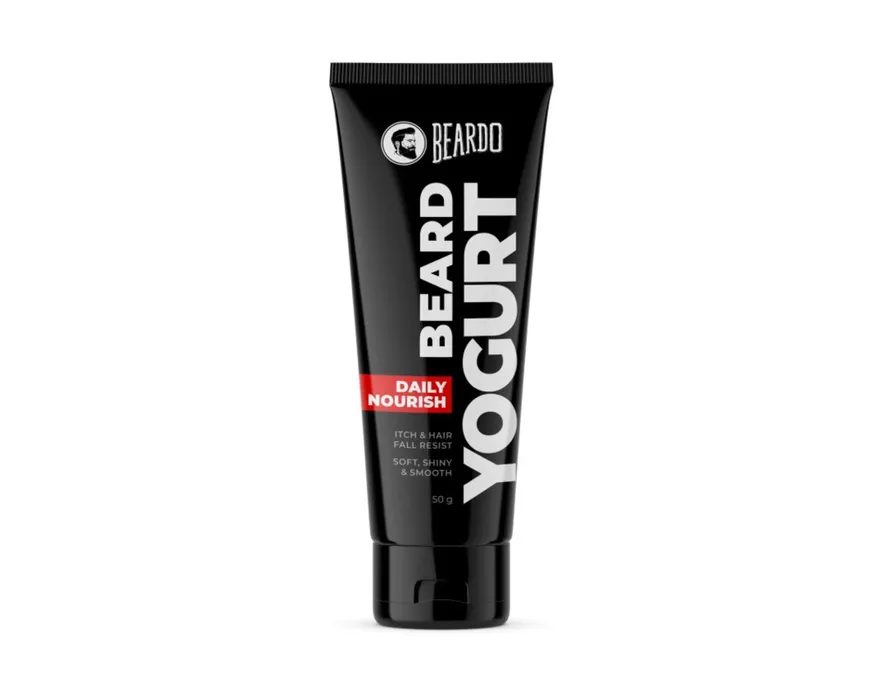 BEARDO
BEARD
YOGURT
DAILY
NOURISH
ITCH & HAIR
FALL RESIST
SOFT, SHINY
& SMOOTH
50 g